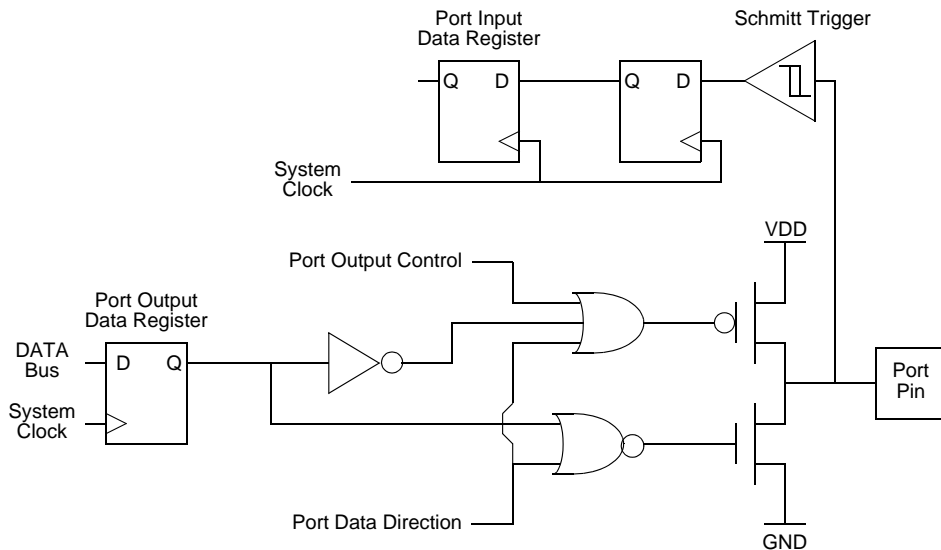 Port Input
Data Register
Schmitt Trigger
Q D
D
System
Clock
VDD
Port Output Control
Port Output
Data Register
DATA
Bus
D Q
System
Clock
Port
Pin
Port Data Direction
GND